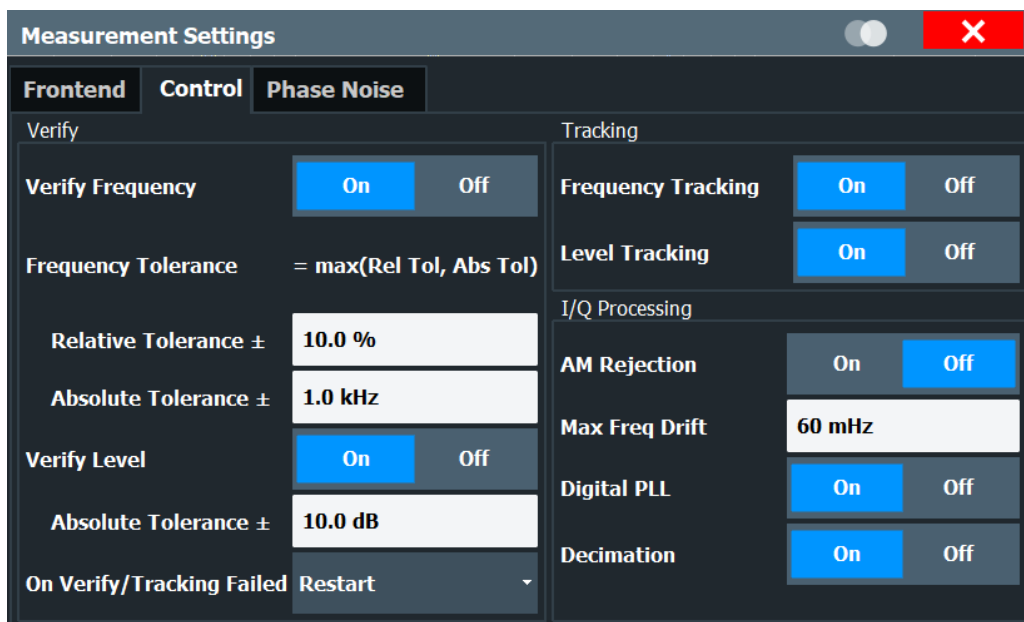 Measurement Settings
Frontend Control Phase Noise
Verify
Verify Frequency On Off
Frequency Tolerance = max(Rel Tol, Abs Tol)
Relative Tolerance ± 10.0 %
Absolute Tolerance ± 1.0 kHz
Verify Level On Off
Absolute Tolerance ± 10.0 dB
On Verify/Tracking Failed Restart
Tracking
Frequency Tracking On Off
Level Tracking On Off
I/Q Processing
AM Rejection On Off
Max Freq Drift 60 mHz
Digital PLL On Off
Decimation On Off